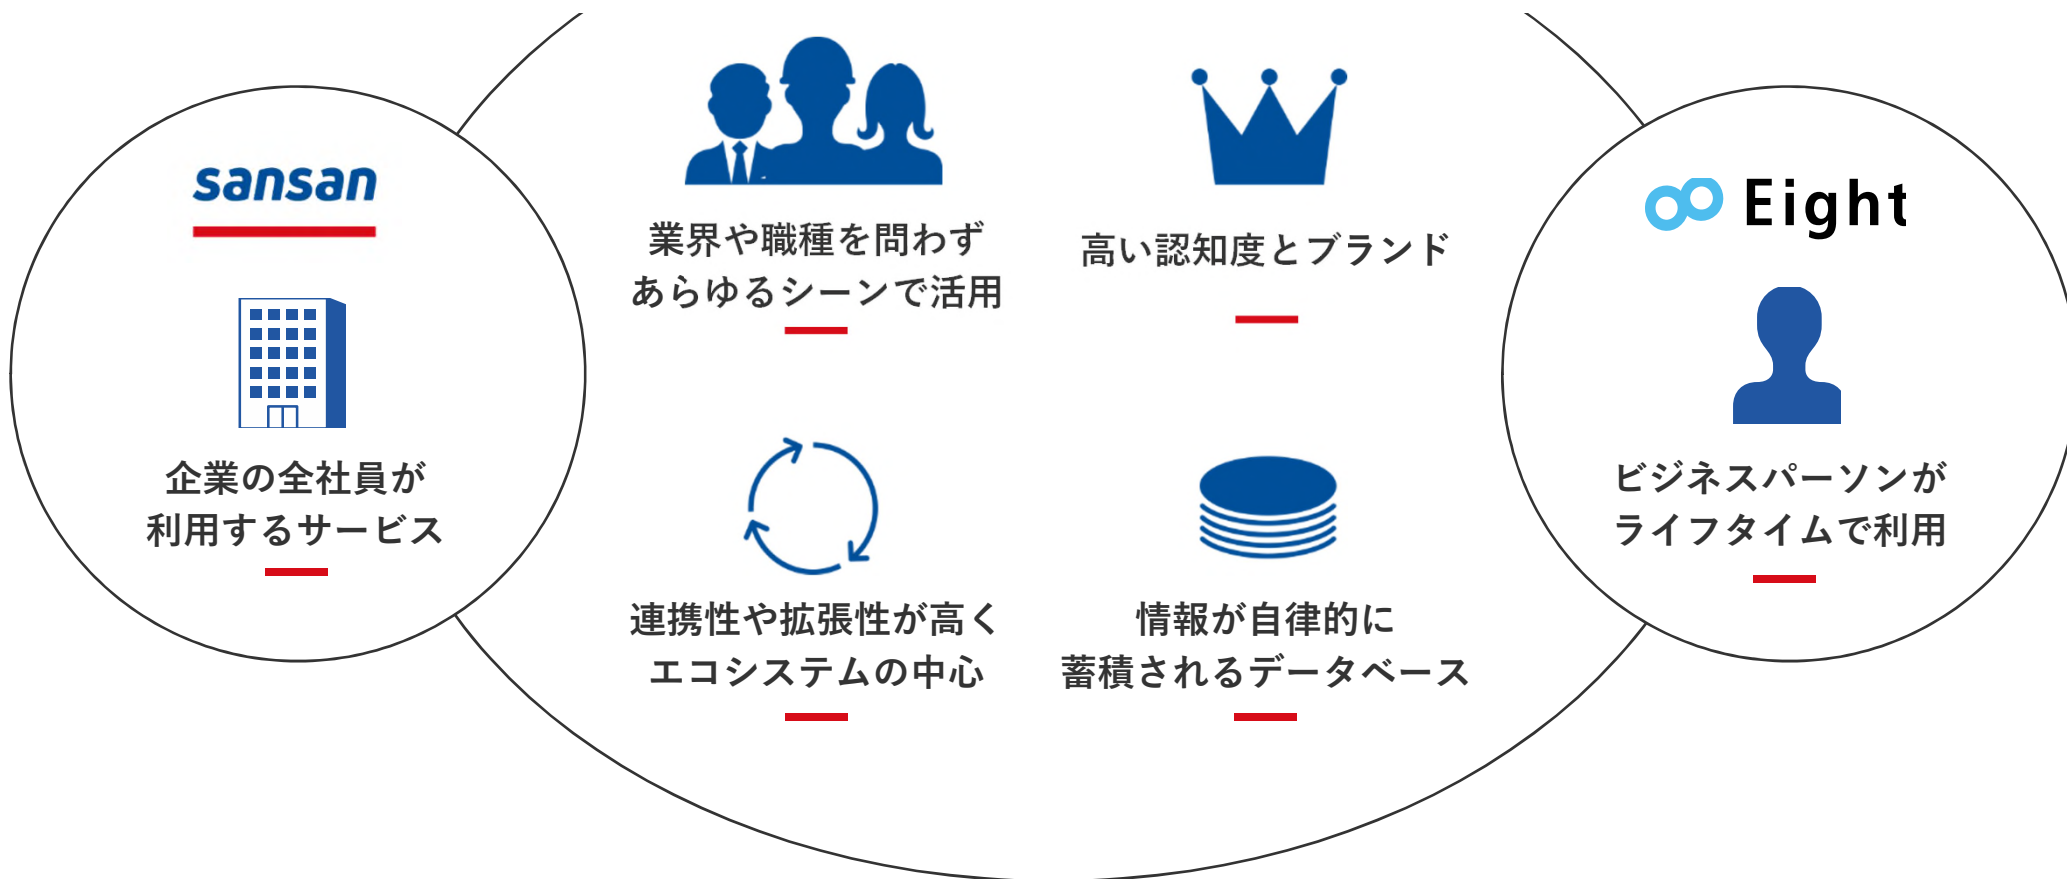 sansan
企業の全社員が
利用するサービス
業界や職種を問わず
あらゆるシーンで活用
高い認知度とブランド
連携性や拡張性が高く
エコシステムの中心
情報が自律的に
蓄積されるデータベース
Eight
ビジネスパーソンが
ライフタイムで利用